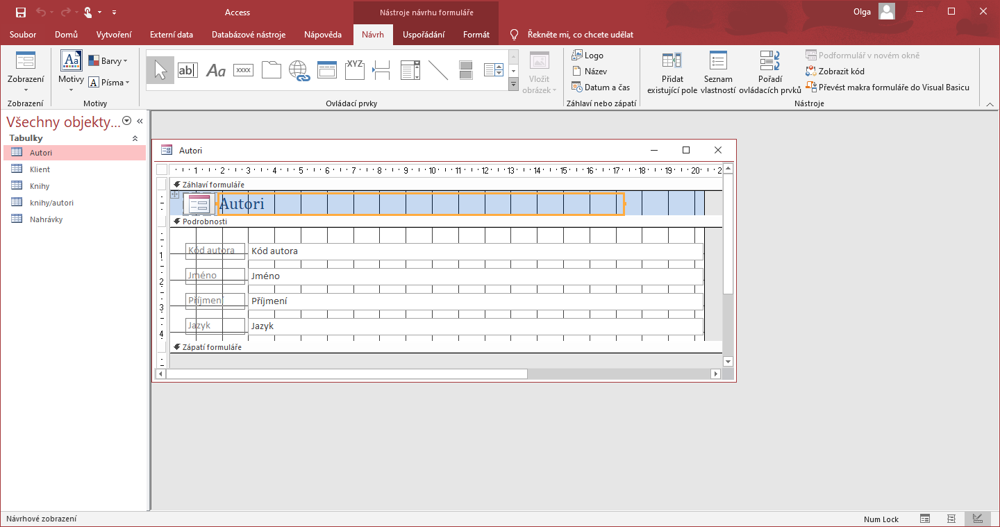 Access
Nástroje návrhu formuláře
Olga
Soubor Domů Vytvoření Externí data Databázové nástroje Nápověda Návrh Uspořádání Formát Řekněte mi, co chcete udělat
Zobrazení
Zobrazení
Motivy
Barvy
Písma
Motivy
ab|
Aa
xxxx
XYZ
Vložit
obrázek
Ovládací prvky
Logo
Název
Datum a čas
Záhlaví nebo zápatí
Přidat
existující pole
Seznam
vlastností
Pořadí
ovládacích prvků
Podformulář v novém okně
Zobrazit kód
Převést makra formuláře do Visual Basicu
Nástroje
Všechny objekty...
Tabulky
Autori
Klient
Knihy
knihy/autori
Nahrávky
Autori
1 2 3 4 5 6 7 8 9 10 11 12 13 14 15 16 17 18 19 20 2
Záhlaví formuláře
Autori
Podrobnosti
1
Kód autora Kód autora
2
Jméno Jméno
3
Příjmení Příjmení
4
Jazyk Jazyk
Zápatí formuláře
Návrhové zobrazení
Num Lock